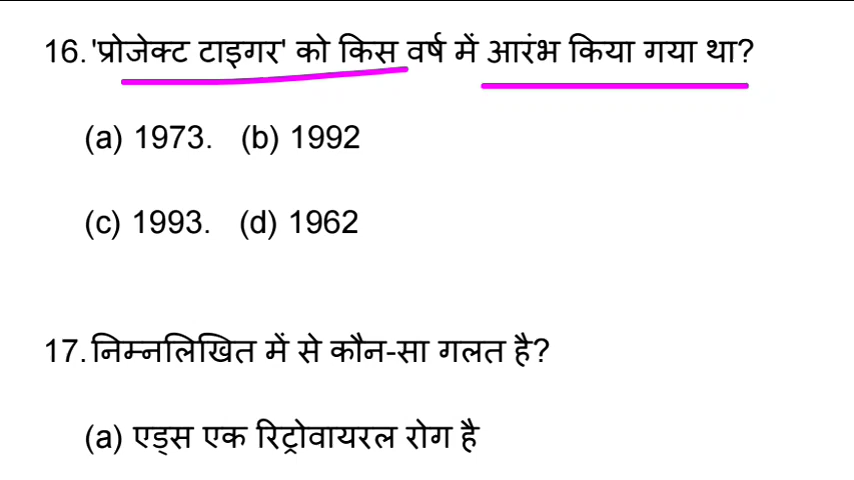 16. 'प्रोजेक्ट टाइगर' को किस वर्ष में आरंभ किया गया था?
(a) 1973. (b) 1992
(c) 1993. (d) 1962
17. निम्नलिखित में से कौन-सा गलत है?
(a) एड्स एक रिट्रोवायरल रोग है